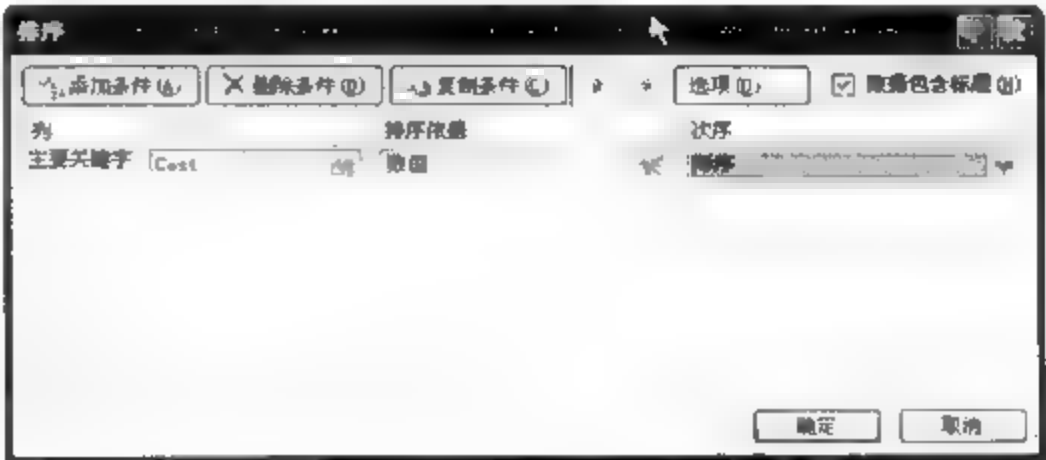 排序
添加条件(A) 删除条件(D) 复制条件(C) 选项(O) 数据包含标题(H)
列 排序依据 次序
主要关键字 Cost 数值
确定 取消